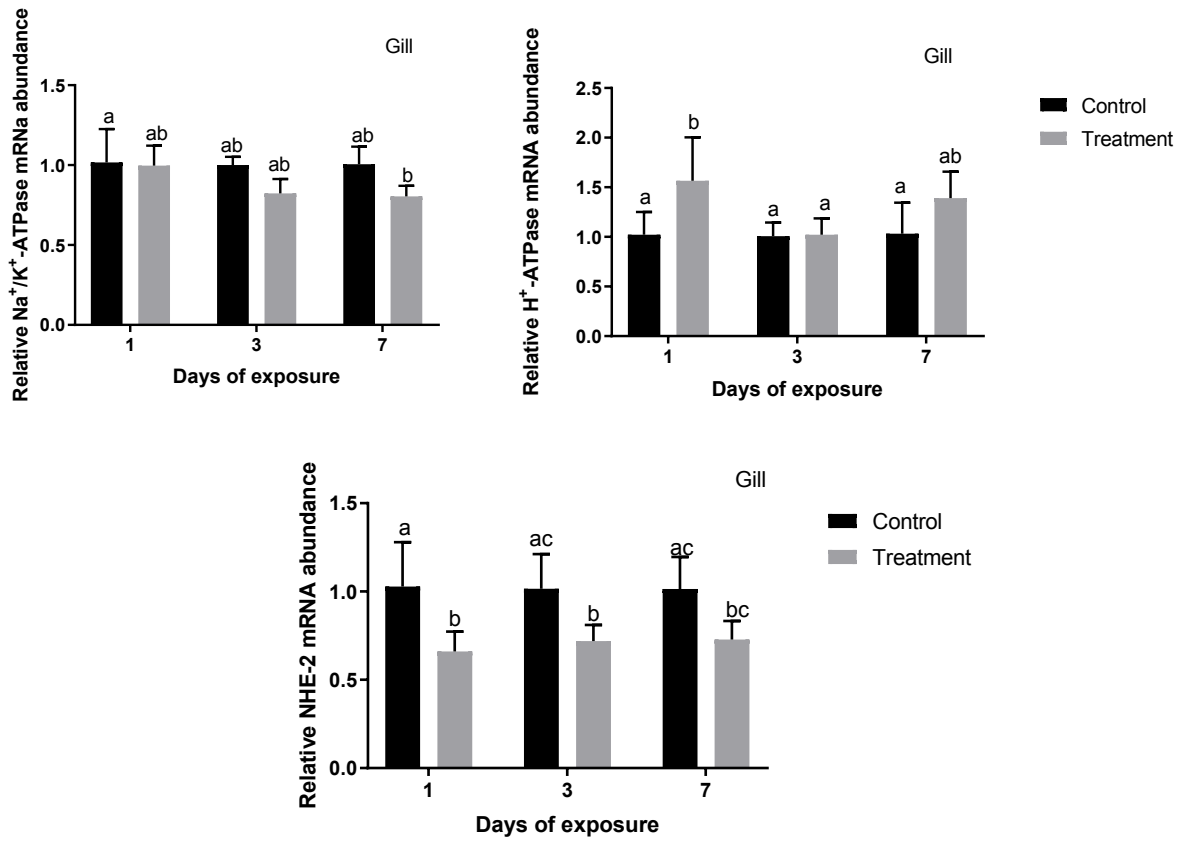 Gill
Relative Na+/K+-ATPase mRNa abundance
1.5
1.0
0.5
0.0
a
ab
ab
ab
ab
b
1
3
7
Days of exposure
Gill
Relative H+-ATPase mRNA abundance
2.5
2.0
1.5
1.0
0.5
0.0
a
b
a
a
a
ab
1
3
7
Days of exposure
Control
Treatment
Gill
Relative NHE-2 mRNA abundance
1.5
1.0
0.5
0.0
a
b
ac
b
ac
bc
1
3
7
Days of exposure
Control
Treatment